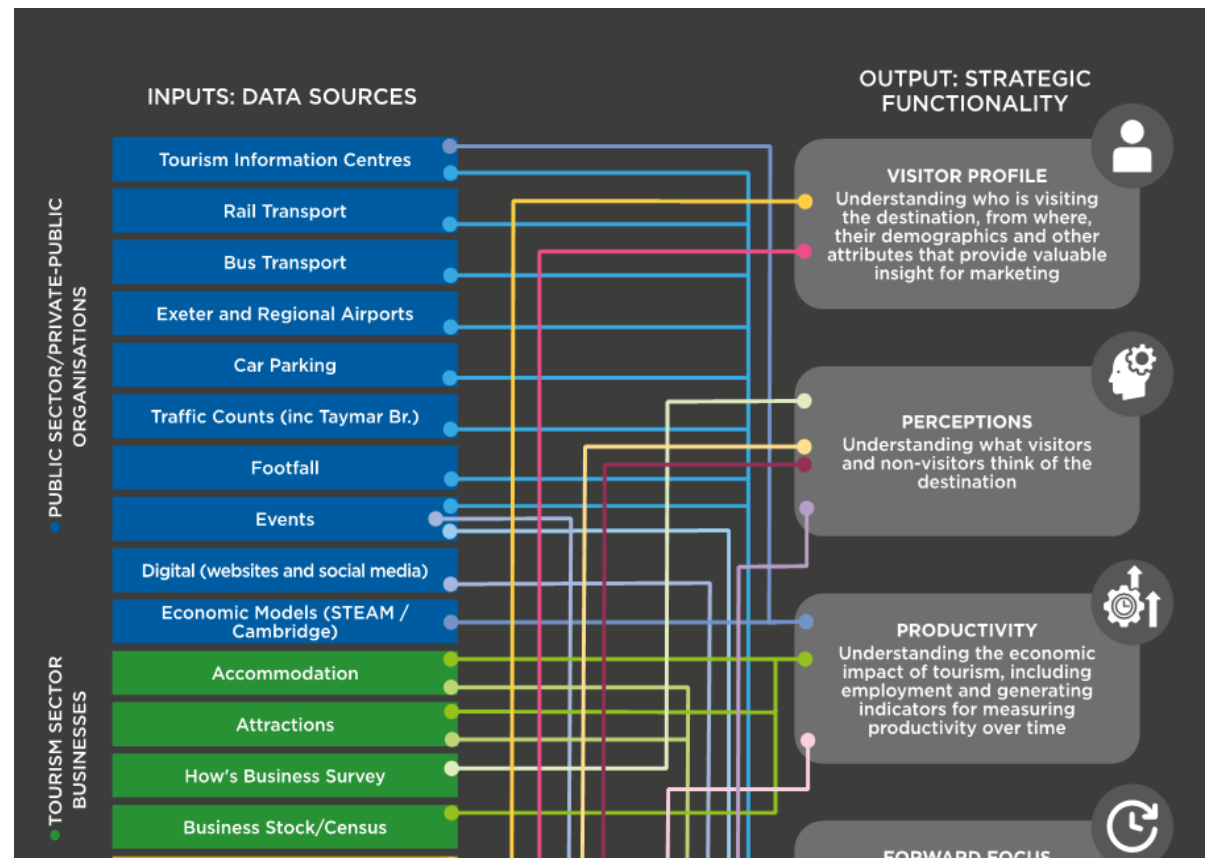 INPUTS: DATA SOURCES
OUTPUT: STRATEGIC
FUNCTIONALITY
PUBLIC SECTOR/PRIVATE-PUBLIC
ORGANISATIONS
Tourism Information Centres
Rail Transport
Bus Transport
Exeter and Regional Airports
Car Parking
Traffic Counts (inc Taymar Br.)
Footfall
Events
Digital (websites and social media)
Economic Models (STEAM /
Cambridge)
TOURISM SECTOR
BUSINESSES
Accommodation
Attractions
How's Business Survey
Business Stock/Census
VISITOR PROFILE
Understanding who is visiting
the destination, from where,
their demographics and other
attributes that provide valuable
insight for marketing
PERCEPTIONS
Understanding what visitors
and non-visitors think of the
destination
PRODUCTIVITY
Understanding the economic
impact of tourism, including
employment and generating
indicators for measuring
productivity over time
FORWARD FOCUS